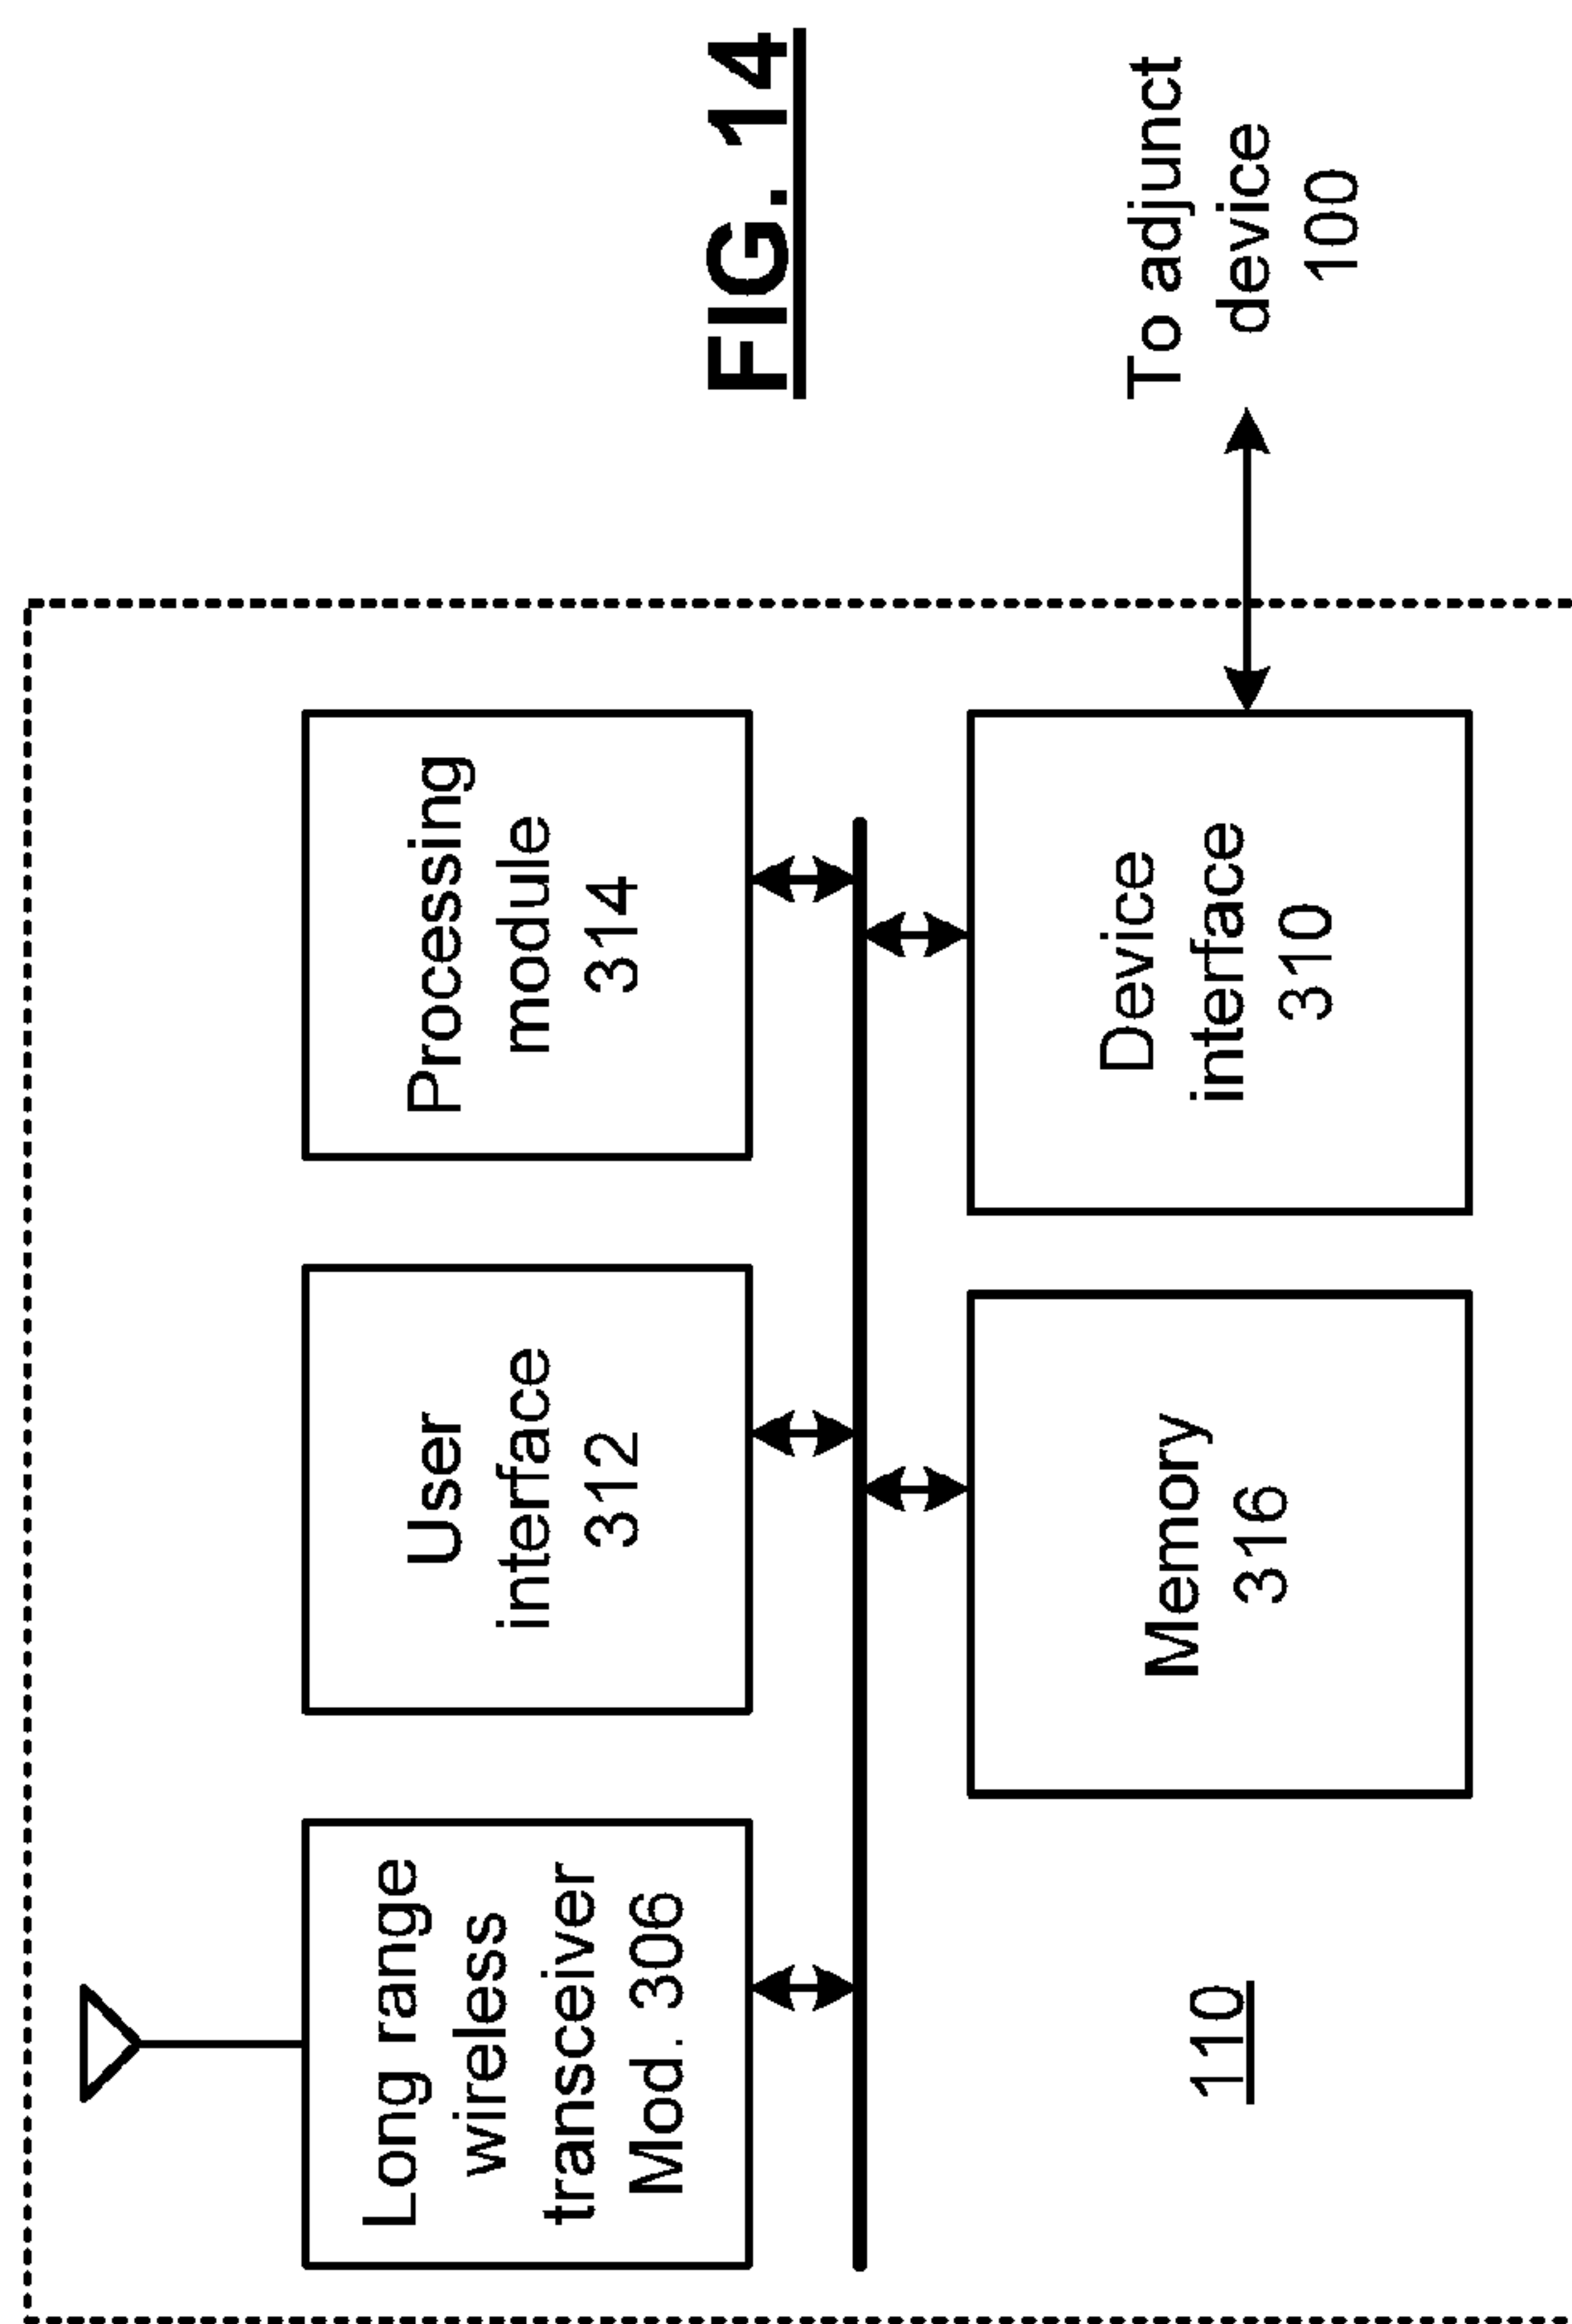 Long range
wireless
transceiver
Mod. 306
User
interface
312
Processing
module
314
FIG. 14
110
Memory
316
Device
interface
310
To adjunct
device
100